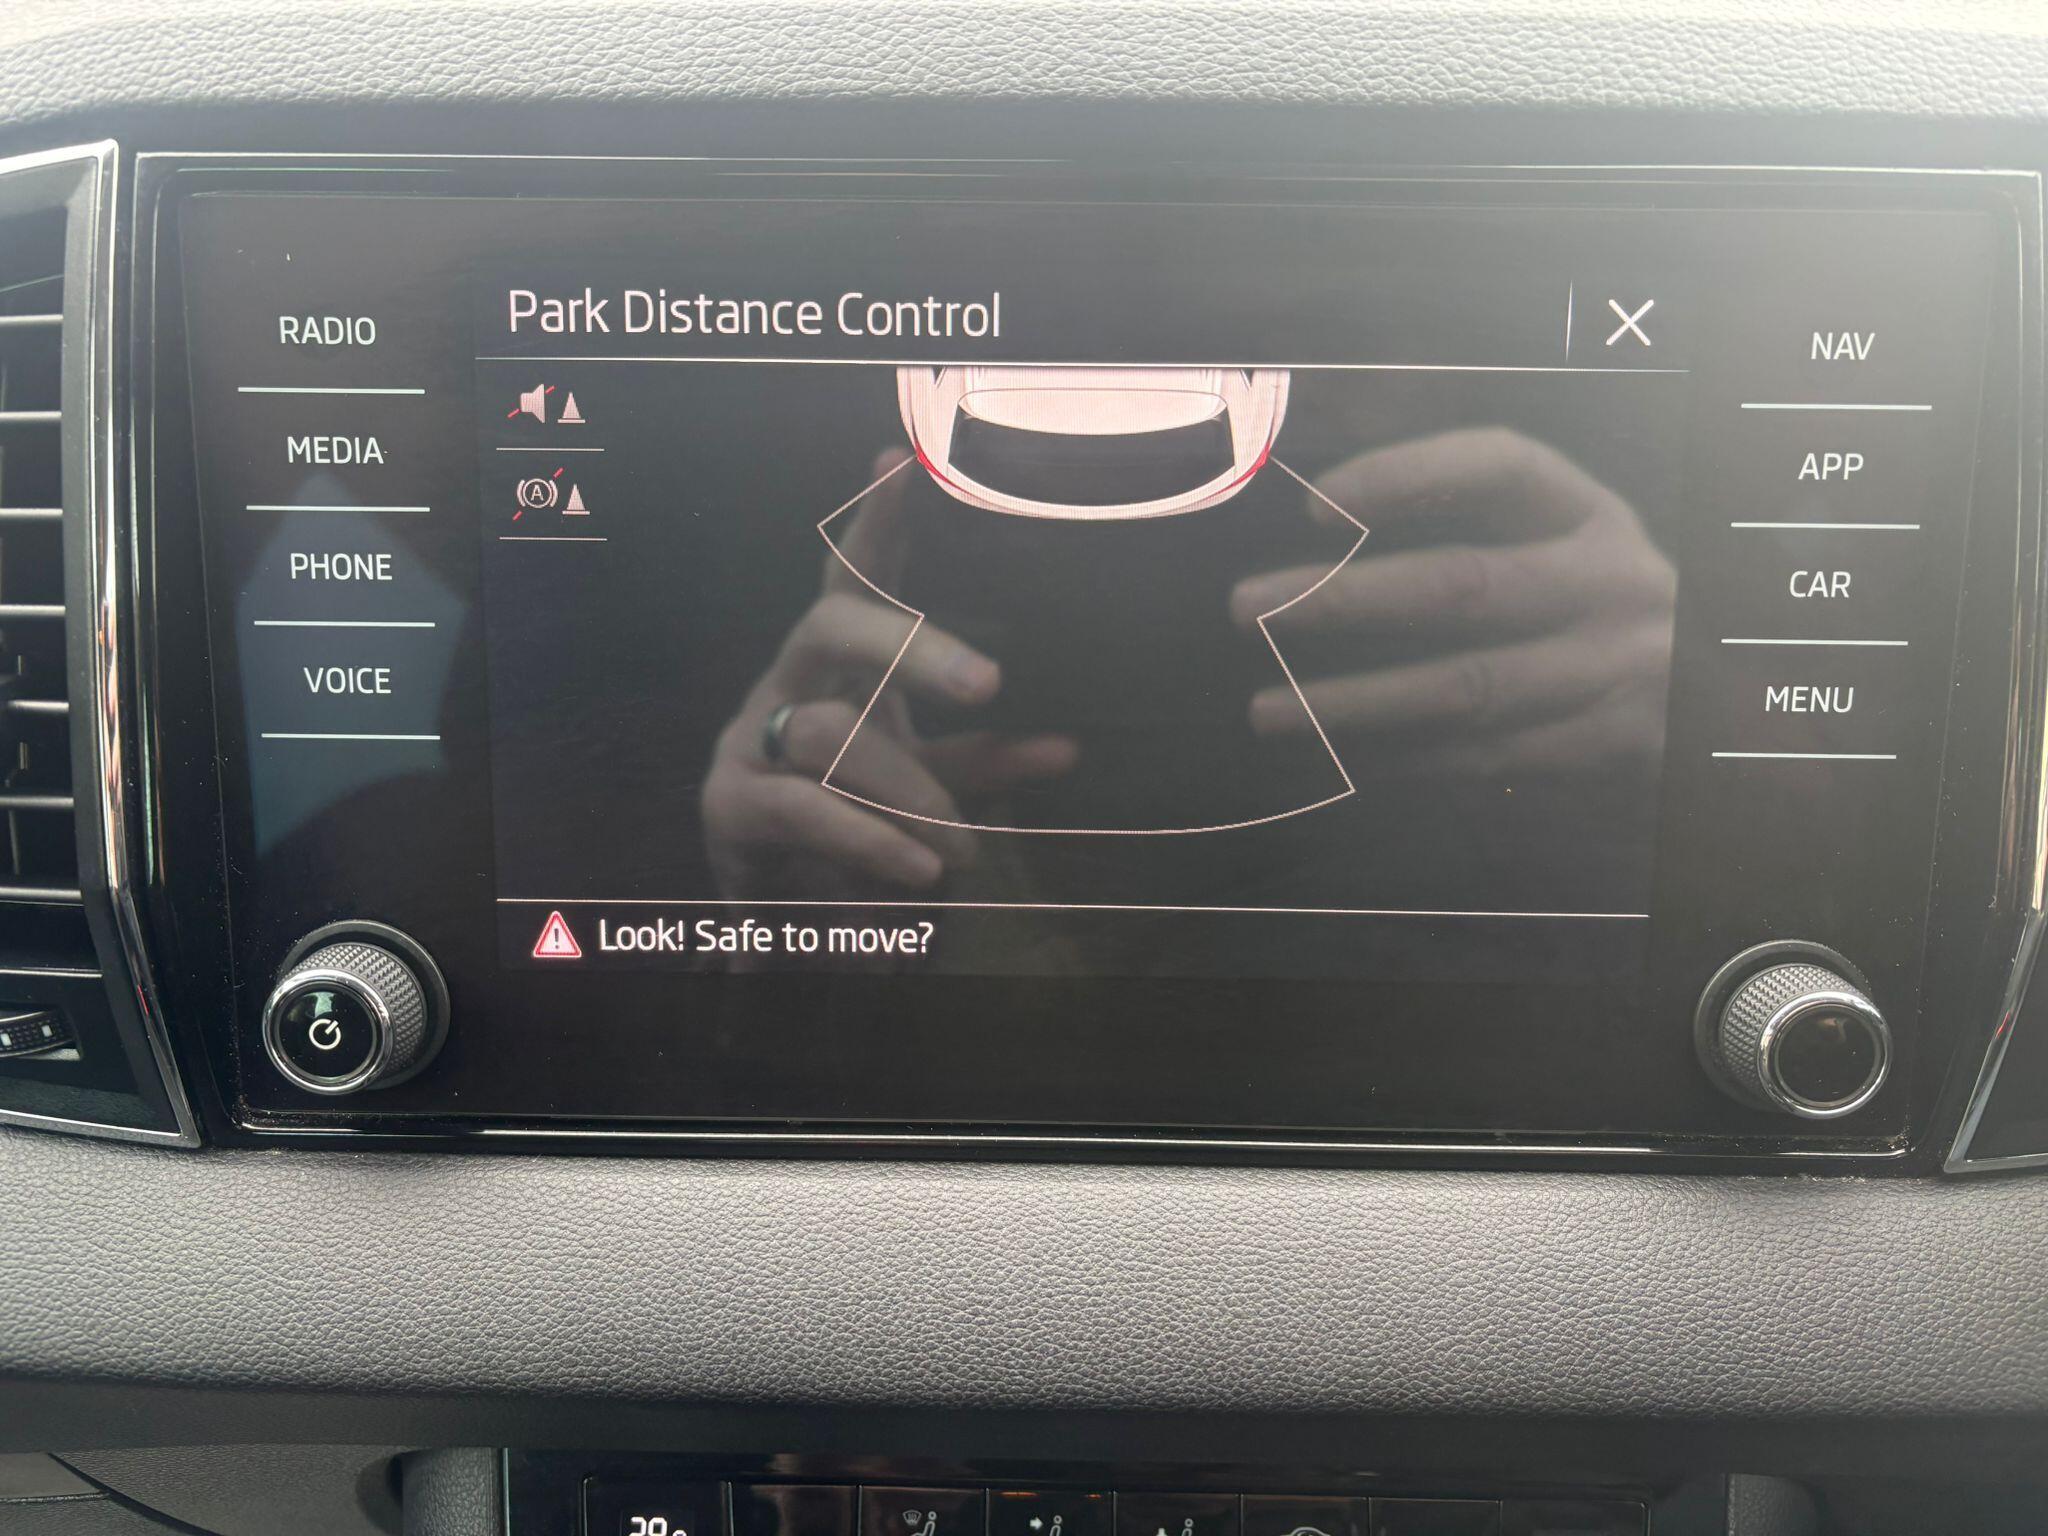 Park Distance Control
RADIO
MEDIA
PHONE
VOICE
NAV
APP
CAR
MENU
A
Look! Safe to move?